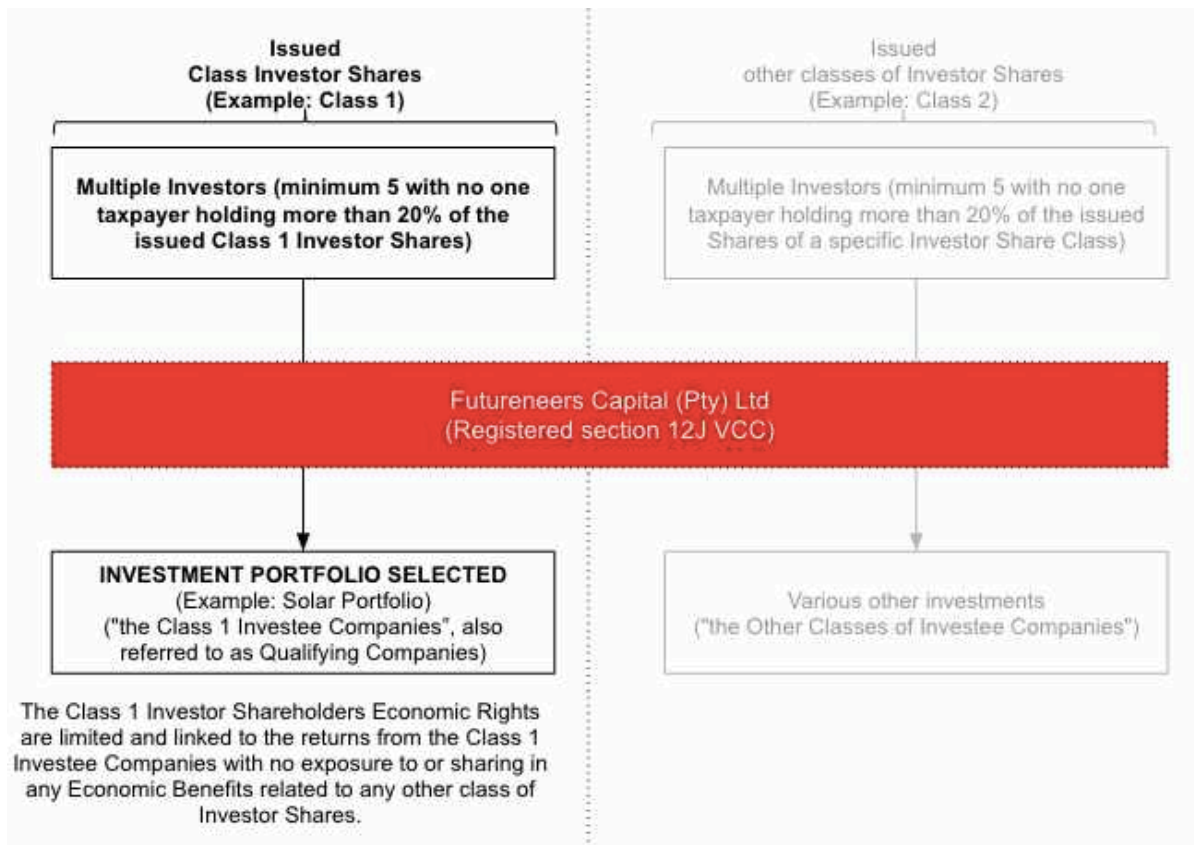 Issued
Class Investor Shares
(Example: Class 1)
Multiple Investors (minimum 5 with no one
taxpayer holding more than 20% of the
issued Class 1 Investor Shares)
Issued
other classes of Investor Shares
(Example: Class 2)
Multiple Investors (minimum 5 with no one
taxpayer holding more than 20% of the issued
Shares of a specific Investor Share Class)
Futureneers Capital (Pty) Ltd
(Registered section 12J VCC)
INVESTMENT PORTFOLIO SELECTED
(Example: Solar Portfolio)
("the Class 1 Investee Companies", also
referred to as Qualifying Companies)
Various other investments
("the Other Classes of Investee Companies")
The Class 1 Investor Shareholders Economic Rights
are limited and linked to the returns from the Class 1
Investee Companies with no exposure to or sharing in
any Economic Benefits related to any other class of
Investor Shares.